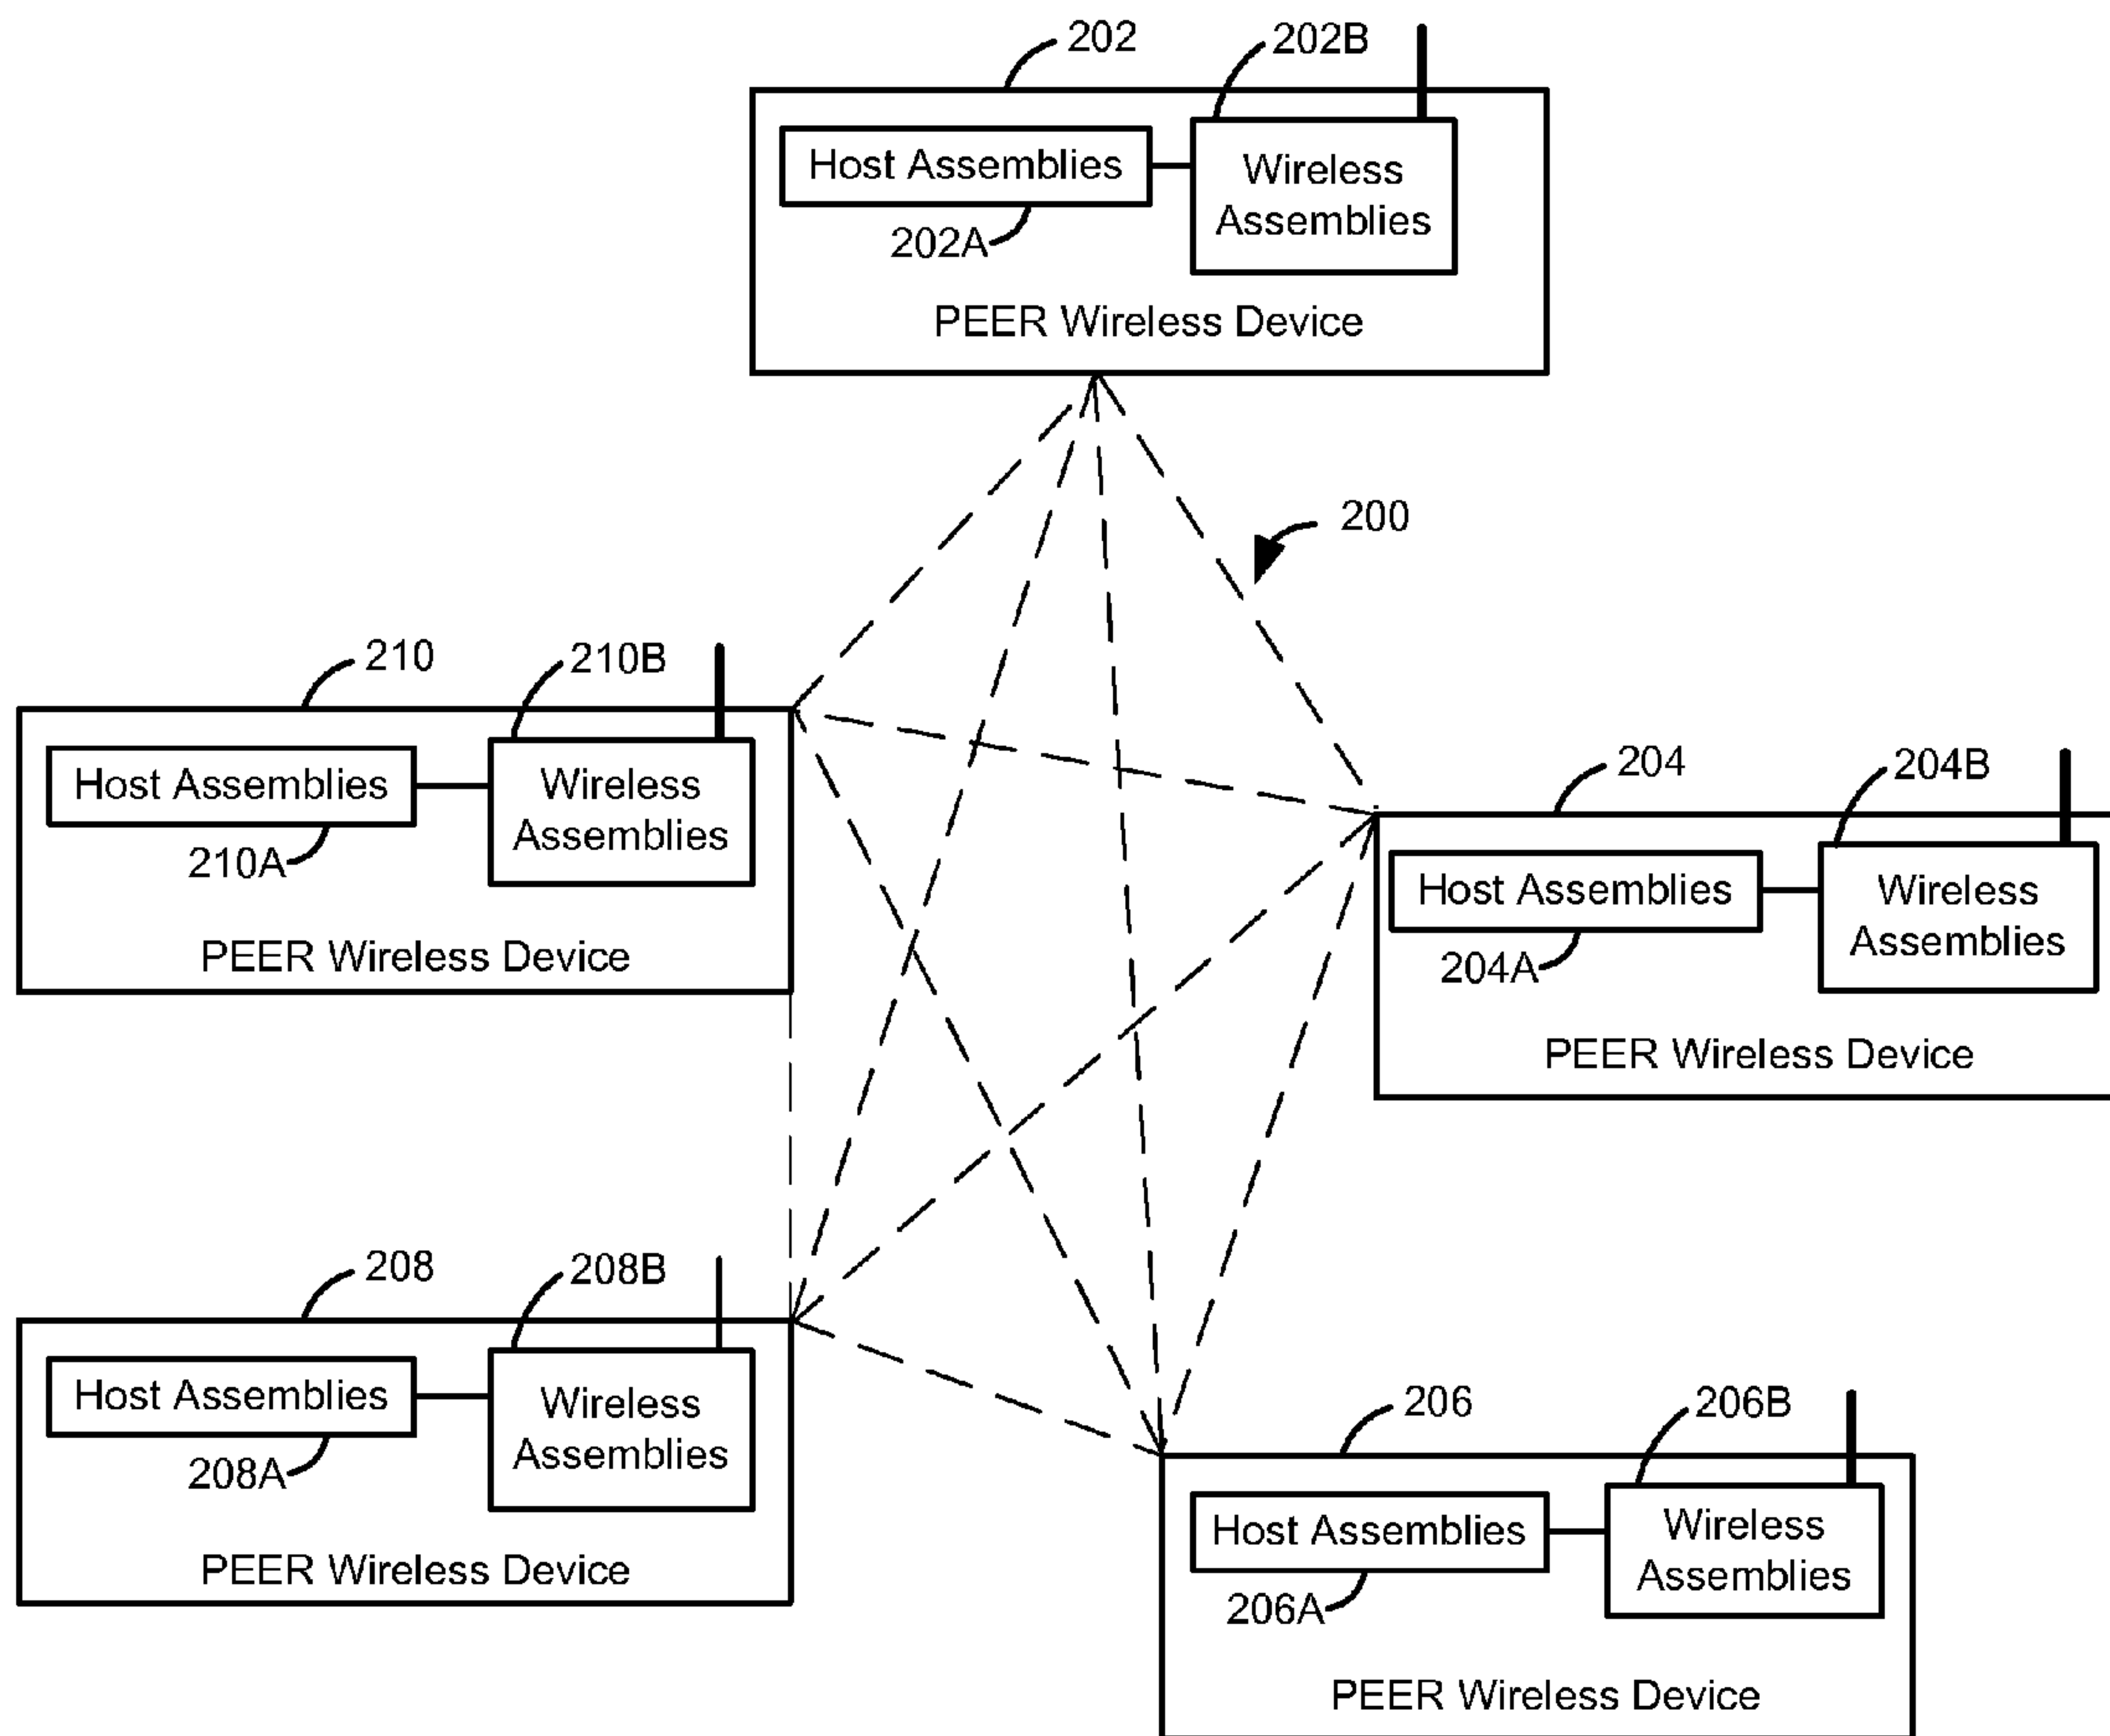 202
202B
Host Assemblies
Wireless
Assemblies
202A
PEER Wireless Device
200
210
210B
Host Assemblies
Wireless
Assemblies
210A
PEER Wireless Device
204
204B
Host Assemblies
Wireless
Assemblies
204A
PEER Wireless Device
208
208B
Host Assemblies
Wireless
Assemblies
208A
PEER Wireless Device
206
206B
Host Assemblies
Wireless
Assemblies
206A
PEER Wireless Device